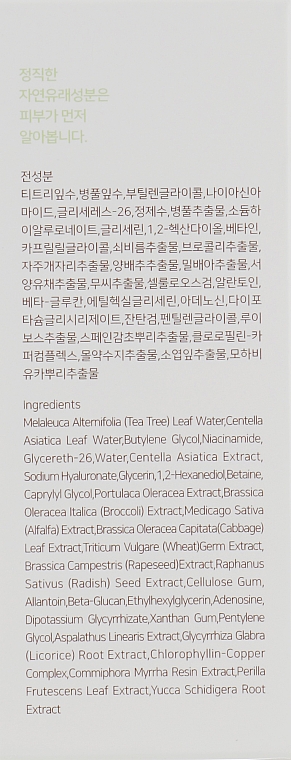 정직한
자연유래성분은
피부가 먼저
알아봅니다.
전성분
티트리잎수,병풀잎수,부틸렌글라이콜,나이아신아
마이드,글리세레스-26,정제수,병풀추출물,소듐하
이알루로네이트,글리세린,1,2-헥산다이올,베타인,
카프릴릴글라이콜,쇠비름추출물,브로콜리추출물,
자주개자리추출물,양배추추출물,밀배아추출물,서
양유채추출물,무씨추출물,셀룰로오스검,알란토인,
베타-글루칸,에틸헥실글리세린,아데노신,다이포
타슘글리시리제이트,잔탄검,펜틸렌글라이콜,루이
보스추출물,스페인감초뿌리추출물,클로로필린-카
퍼컴플렉스,몰약수지추출물,소엽잎추출물,모하비
유카뿌리추출물
Ingredients
Melaleuca Alternifolia (Tea Tree) Leaf Water,Centella
Asiatica Leaf Water,Butylene Glycol,Niacinamide,
Glycereth-26,Water,Centella Asiatica Extract,
Sodium Hyaluronate,Glycerin,1,2-Hexanediol,Betaine,
Caprylyl Glycol,Portulaca Oleracea Extract,Brassica
Oleracea Italica (Broccoli) Extract,Medicago Sativa
(Alfalfa) Extract,Brassica Oleracea Capitata(Cabbage)
Leaf Extract,Triticum Vulgare (Wheat)Germ Extract,
Brassica Campestris (Rapeseed)Extract,Raphanus
Sativus (Radish) Seed Extract,Cellulose Gum,
Allantoin,Beta-Glucan,Ethylhexylglycerin,Adenosine,
Dipotassium Glycyrrhizate,Xanthan Gum,Pentylene
Glycol,Aspalathus Linearis Extract,Glycyrrhiza Glabra
(Licorice) Root Extract,Chlorophyllin-Copper
Complex,Commiphora Myrrha Resin Extract,Perilla
Frutescens Leaf Extract,Yucca Schidigera Root
Extract